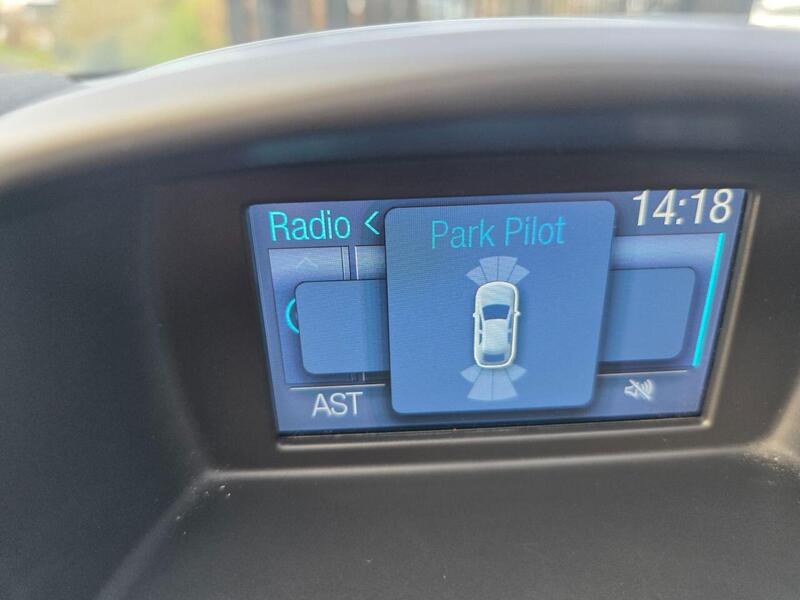 Radio <
14:18
Park Pilot
AST